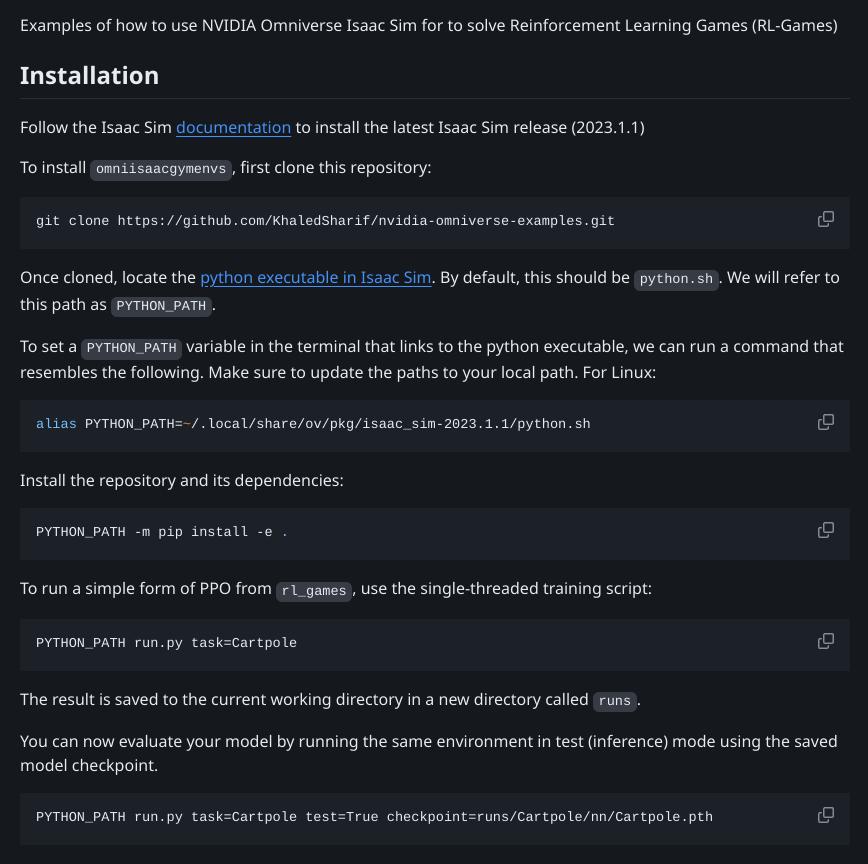 Examples of how to use NVIDIA Omniverse Isaac Sim for to solve Reinforcement Learning Games (RL-Games)
Installation
Follow the Isaac Sim documentation to install the latest Isaac Sim release (2023.1.1)
To install omniisaacgymenvs, first clone this repository:
git clone https://github.com/KhaledSharif/nvidia-omniverse-examples.git
Once cloned, locate the python executable in Isaac Sim. By default, this should be python.sh. We will refer to
this path as PYTHON_PATH.
To set a PYTHON_PATH variable in the terminal that links to the python executable, we can run a command that
resembles the following. Make sure to update the paths to your local path. For Linux:
alias PYTHON_PATH=~/.local/share/ov/pkg/isaac_sim-2023.1.1/python.sh
Install the repository and its dependencies:
PYTHON_PATH -m pip install -e .
To run a simple form of PPO from rl_games, use the single-threaded training script:
PYTHON_PATH run.py task=Cartpole
The result is saved to the current working directory in a new directory called runs.
You can now evaluate your model by running the same environment in test (inference) mode using the saved
model checkpoint.
PYTHON_PATH run.py task=Cartpole test=True checkpoint=runs/Cartpole/nn/Cartpole.pth